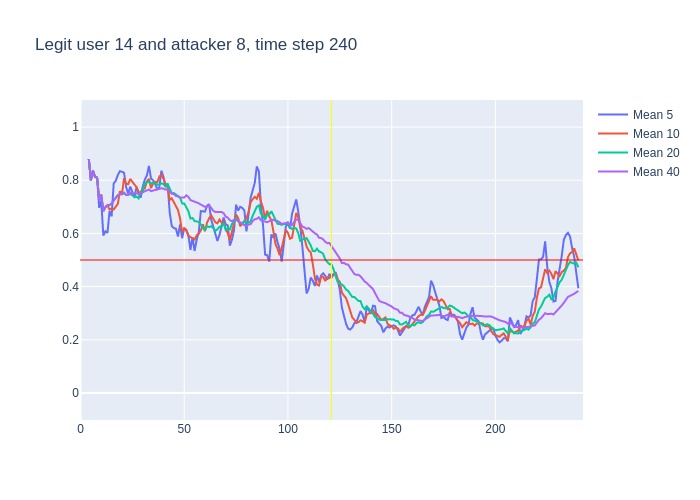 Legit user 14 and attacker 8, time step 240
Mean 5
Mean 10
Mean 20
Mean 40
1
0.8
0.6
0.4
0.2
0
0 50 100 150 200